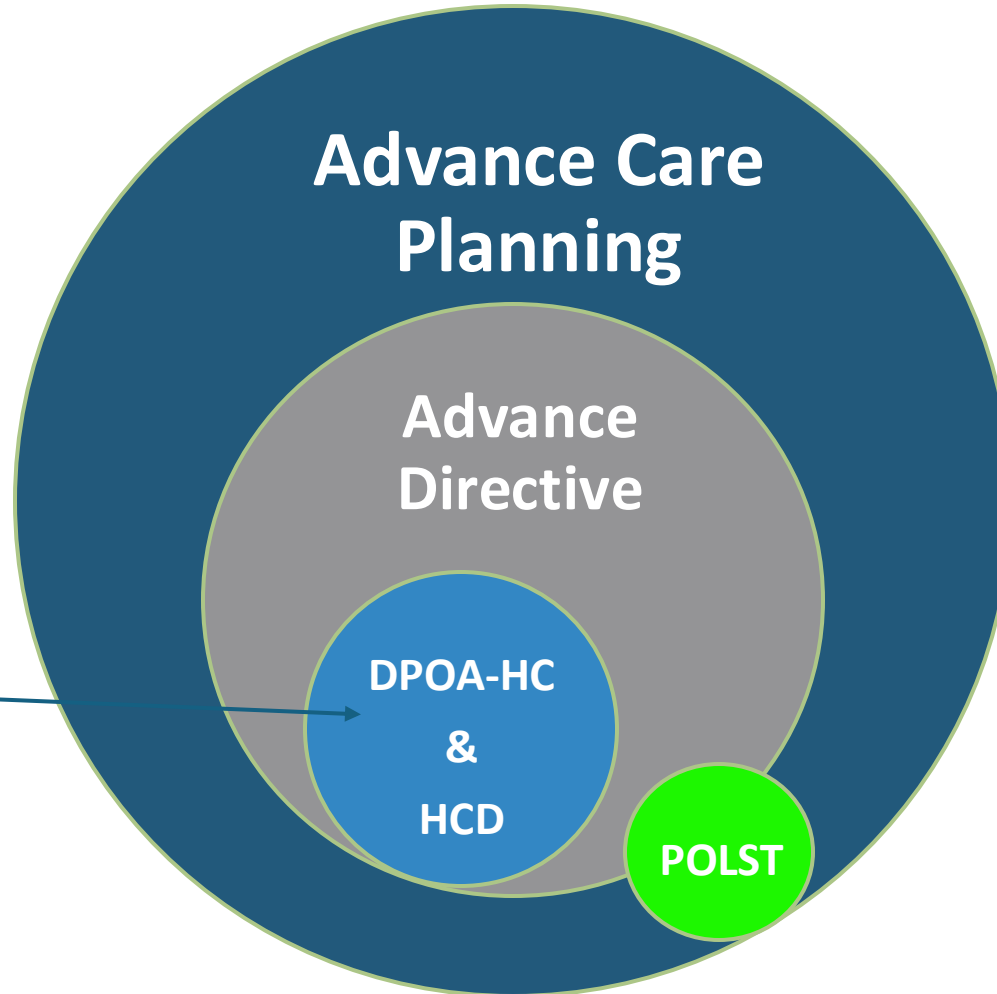 Advance Care
Planning
Advance
Directive
DPOA-HC
&
HCD
POLST